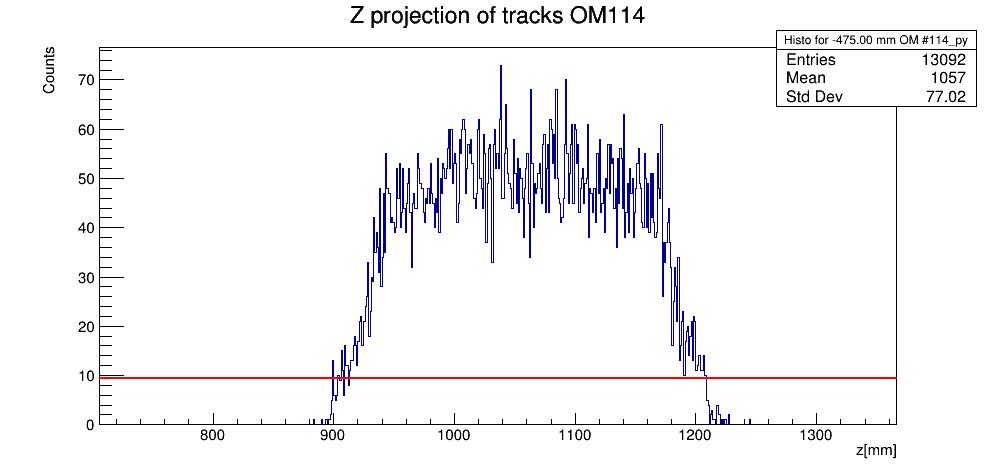 Z projection of tracks OM114
Histo for -475.00 mm OM #114_py
Entries 13092
Mean 1057
Std Dev 77.02
Counts
70
60
50
40
30
20
10
0
800 900 1000 1100 1200 1300
z[mm]